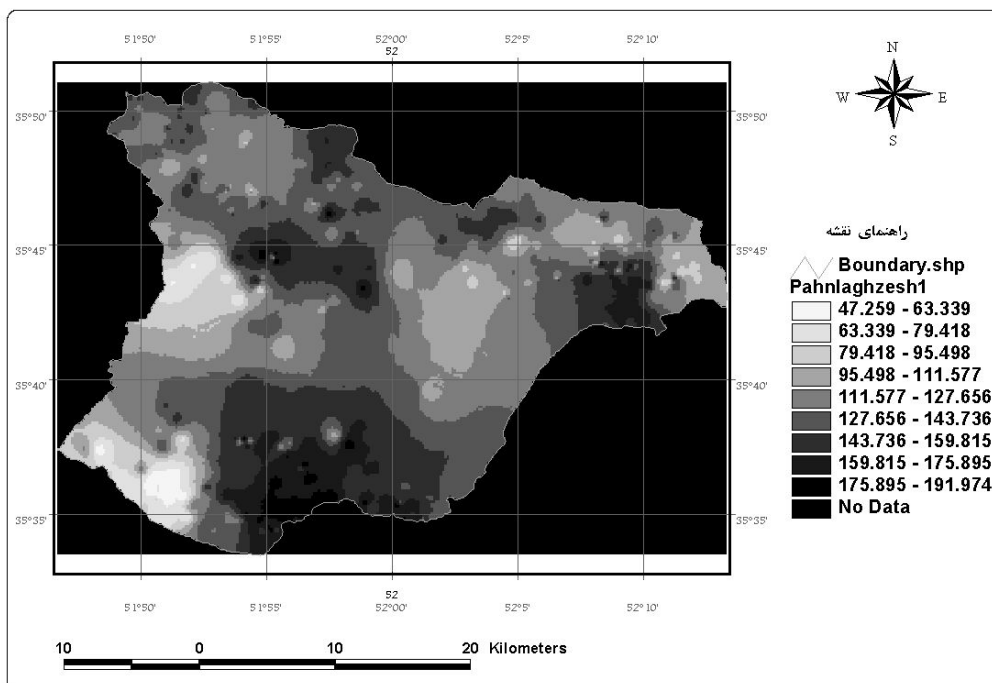 51°50' 51°55' 52°00' 52°5' 52°10'
52
N
W E
S
35°50' 35°50'
35°45' 35°45'
35°40' 35°40'
35°35' 35°35'
راهنمای نقشه
Boundary.shp
Pahnlaghzesh1
47.259 - 63.339
63.339 - 79.418
79.418 - 95.498
95.498 - 111.577
111.577 - 127.656
127.656 - 143.736
143.736 - 159.815
159.815 - 175.895
175.895 - 191.974
No Data
52
51°50' 51°55' 52°00' 52°5' 52°10'
10 0 10 20 Kilometers